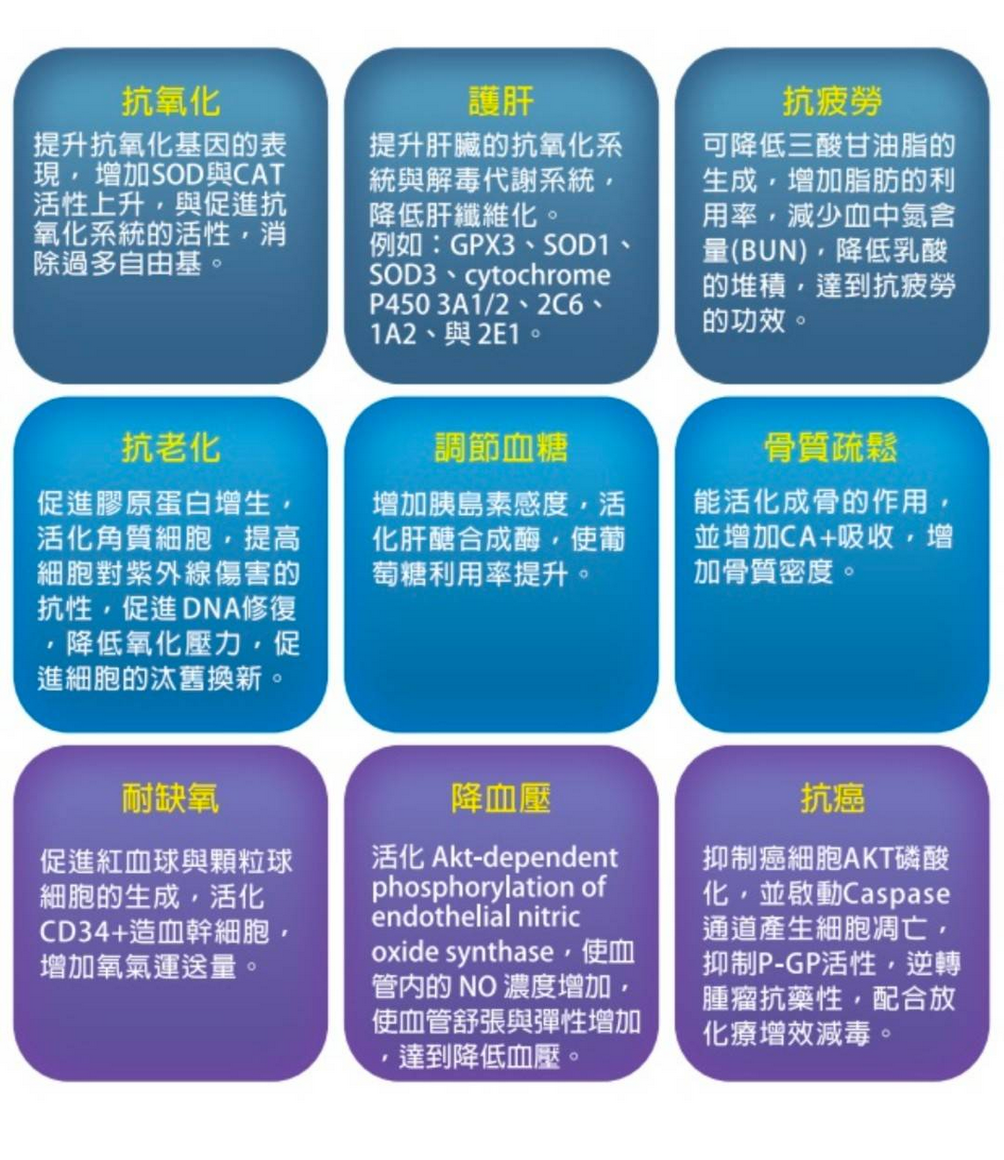 抗氧化
提升抗氧化基因的表
現，增加SOD與CAT
活性上升，與促進抗
氧化系統的活性，消
除過多自由基。
護肝
提升肝臟的抗氧化系
統與解毒代謝系統，
降低肝纖維化。
例如：GPX3、SOD1、
SOD3、cytochrome
P450 3A1/2、2C6、
1A2、與 2E1。
抗疲勞
可降低三酸甘油脂的
生成，增加脂肪的利
用率，減少血中氮含
量(BUN)，降低乳酸
的堆積，達到抗疲勞
的功效。
抗老化
促進膠原蛋白增生，
活化角質細胞，提高
細胞對紫外線傷害的
抗性，促進DNA修復
，降低氧化壓力，促
進細胞的汰舊換新。
調節血糖
增加胰島素感度，活
化肝醣合成酶，使葡
萄糖利用率提升。
骨質疏鬆
能活化成骨的作用，
並增加CA+吸收，增
加骨質密度。
耐缺氧
促進紅血球與顆粒球
細胞的生成，活化
CD34+造血幹細胞，
增加氧氣運送量。
降血壓
活化 Akt-dependent
phosphorylation of
endothelial nitric
oxide synthase，使血
管內的 NO 濃度增加，
使血管舒張與彈性增加
，達到降低血壓。
抗癌
抑制癌細胞AKT磷酸
化，並啟動Caspase
通道產生細胞凋亡，
抑制P-GP活性，逆轉
腫瘤抗藥性，配合放
化療增效減毒。